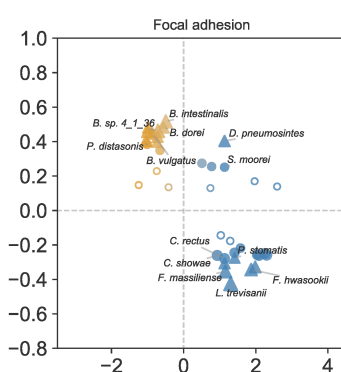 Focal adhesion
1.0
0.8
0.6
0.4
0.2
0.0
−0.2
−0.4
−0.6
−0.8
B. intestinalis
B. sp. 4_1_36
B. dorei
D. pneumosintes
P. distasonis
B. vulgatus
S. moorei
C. rectus
P. stomatis
C. showae
F. massiliense
F. hwasookii
L. trevisanii
−2 0 2 4